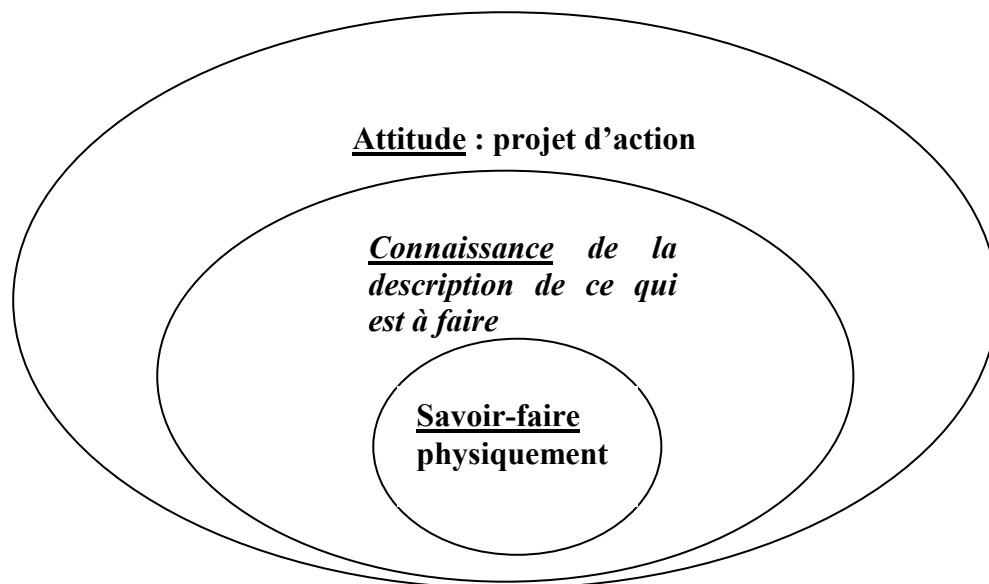 Attitude : projet d’action
Connaissance de la
description de ce qui
est à faire
Savoir-faire
physiquement